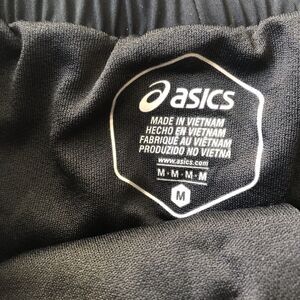 asics
MADE IN VIETNAM
HECHO EN VIETNAM
FABRIQUÉ AU VIETNAM
PRODUZIDO NO VIETNÃ
www.asics.com
M·M·M·M
M